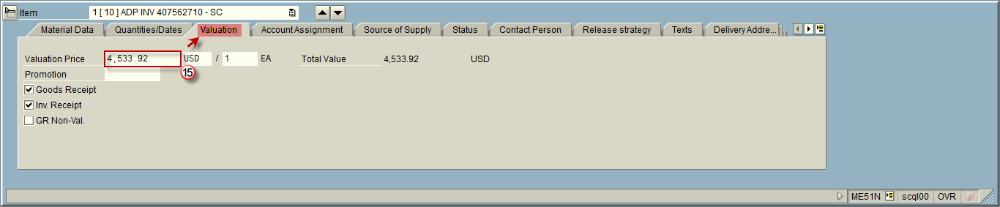 Item 1 [ 10 ] ADP INV 407562710 - SC
Material Data Quantities/Dates Valuation Account Assignment Source of Supply Status Contact Person Release strategy Texts Delivery Addre...
Valuation Price 4,533.92 USD / 1 EA Total Value 4,533.92 USD
15
Promotion
Goods Receipt
Inv. Receipt
GR Non-Val.
ME51N scql00 OVR